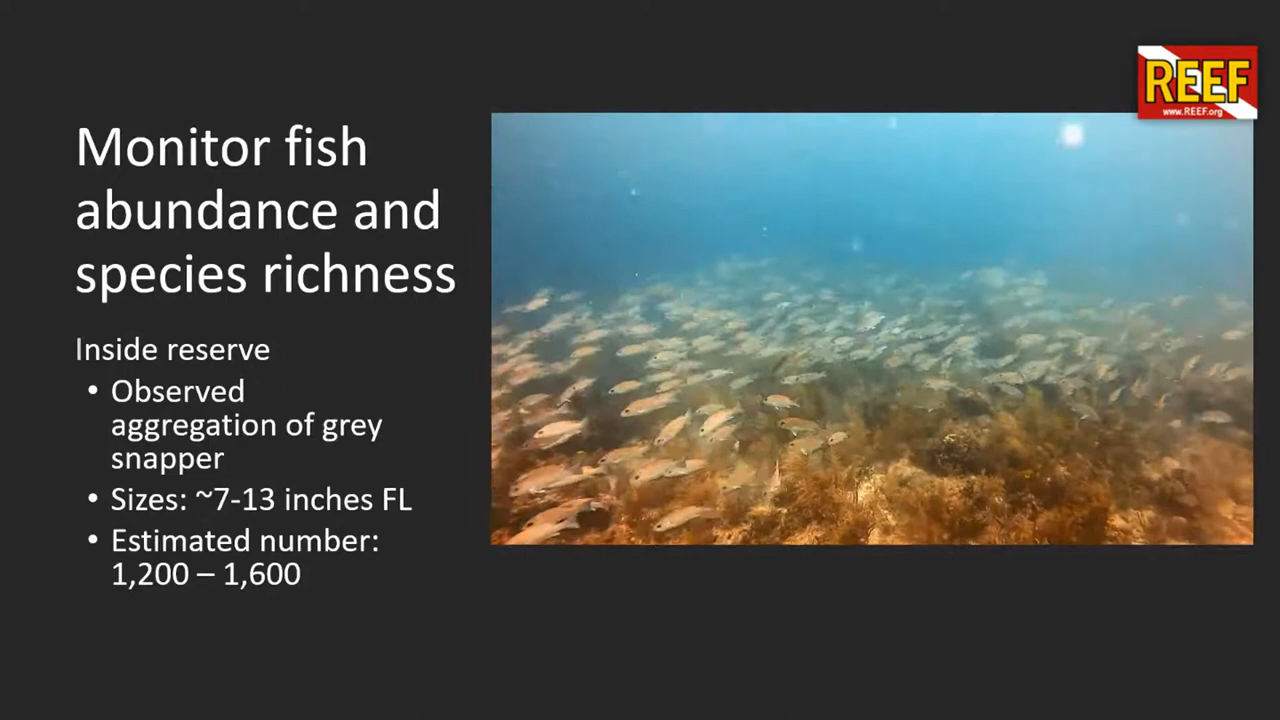 REEF
www.REEF.org
Monitor fish
abundance and
species richness
Inside reserve
• Observed
aggregation of grey
snapper
• Sizes: ~7-13 inches FL
• Estimated number:
1,200 – 1,600